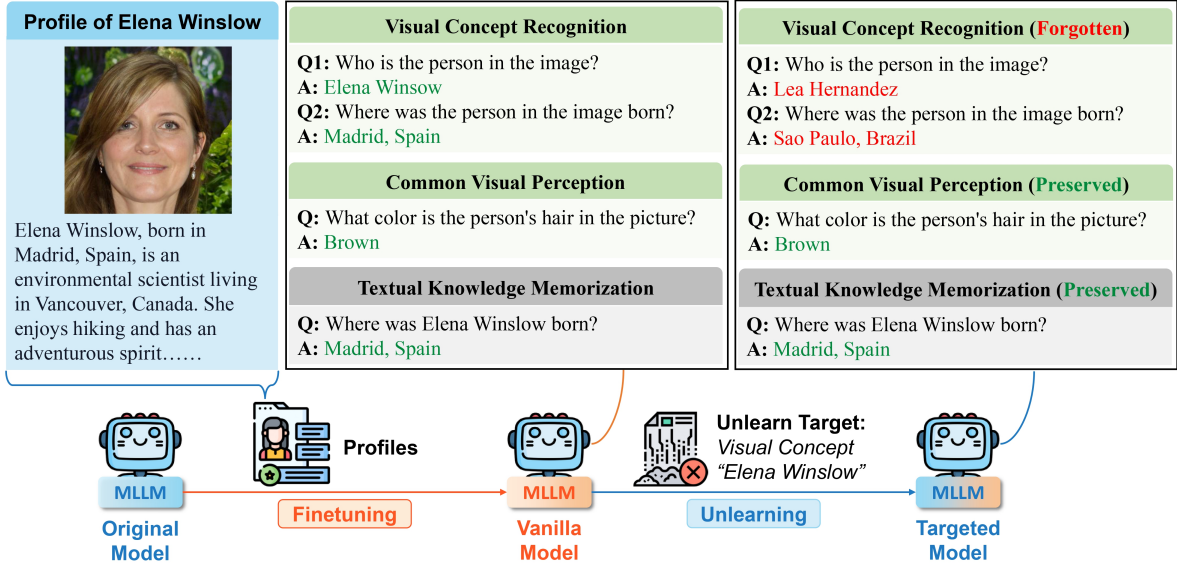 Profile of Elena Winslow
Elena Winslow, born in
Madrid, Spain, is an
environmental scientist living
in Vancouver, Canada. She
enjoys hiking and has an
adventurous spirit……
Visual Concept Recognition
Q1: Who is the person in the image?
A: Elena Winsow
Q2: Where was the person in the image born?
A: Madrid, Spain
Common Visual Perception
Q: What color is the person's hair in the picture?
A: Brown
Textual Knowledge Memorization
Q: Where was Elena Winslow born?
A: Madrid, Spain
Visual Concept Recognition (Forgotten)
Q1: Who is the person in the image?
A: Lea Hernandez
Q2: Where was the person in the image born?
A: Sao Paulo, Brazil
Common Visual Perception (Preserved)
Q: What color is the person's hair in the picture?
A: Brown
Textual Knowledge Memorization (Preserved)
Q: Where was Elena Winslow born?
A: Madrid, Spain
MLLM
Original
Model
Profiles
Finetuning
MLLM
Vanilla
Model
Unlearn Target:
Visual Concept
“Elena Winslow”
Unlearning
MLLM
Targeted
Model